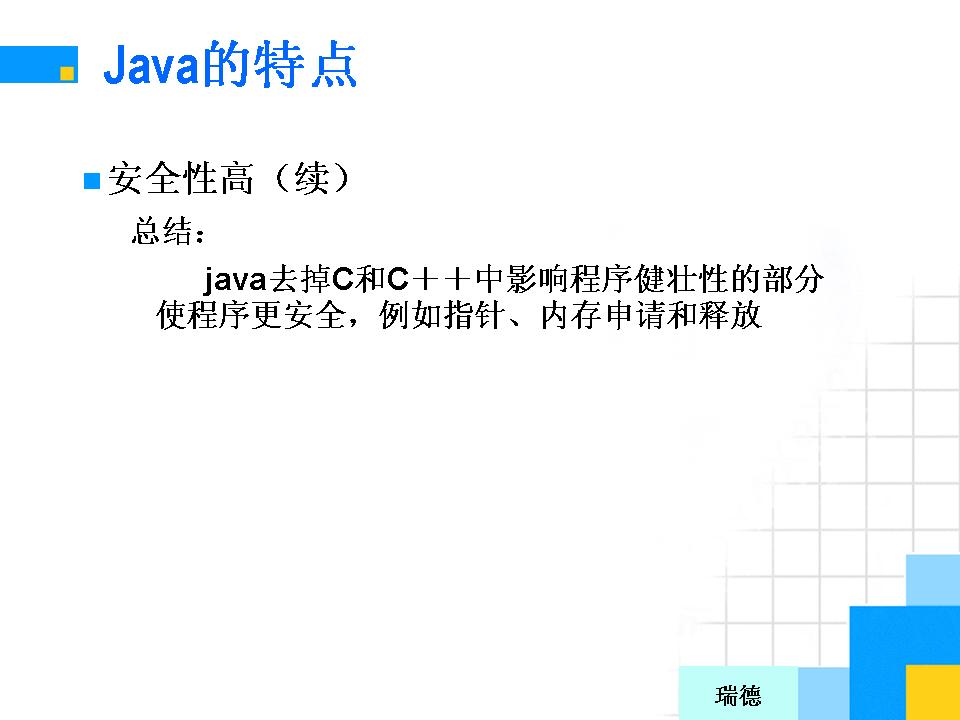 Java的特点
安全性高（续）
总结：
java去掉C和C＋＋中影响程序健壮性的部分
使程序更安全，例如指针、内存申请和释放
瑞德